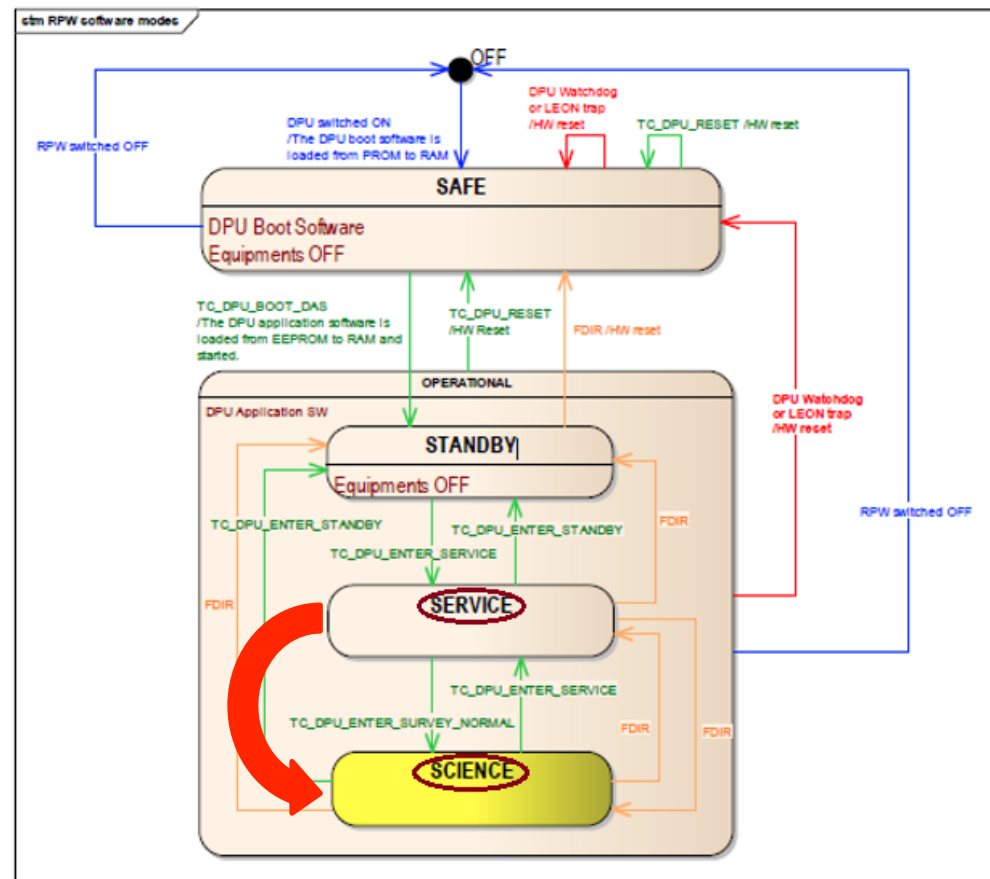 stm RPW software modes
OFF
RPW switched OFF
DPU switched ON
/The DPU boot software is
loaded from PROM to RAM
DPU Watchdog
or LEON trap
/HW reset
TC_DPU_RESET /HW reset
SAFE
DPU Boot Software
Equipments OFF
TC_DPU_BOOT_DAS
/The DPU application software is
loaded from EEPROM to RAM and
started.
TC_DPU_RESET
/HW Reset
FDIR /HW reset
OPERATIONAL
DPU Application SW
DPU Watchdog
or LEON trap
/HW reset
STANDBY
Equipments OFF
RPW switched OFF
TC_DPU_ENTER_STANDBY
TC_DPU_ENTER_STANDBY
FDIR
TC_DPU_ENTER_SERVICE
FDIR
SERVICE
TC_DPU_ENTER_SERVICE
TC_DPU_ENTER_SURVEY_NORMAL
FDIR
FDIR
SCIENCE